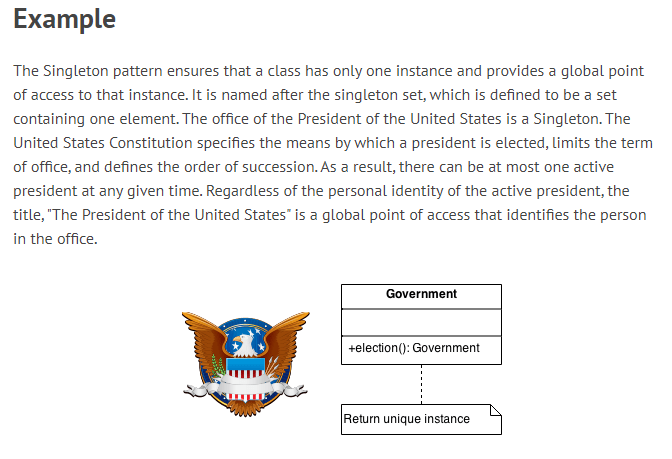 Example
The Singleton pattern ensures that a class has only one instance and provides a global point
of access to that instance. It is named after the singleton set, which is defined to be a set
containing one element. The office of the President of the United States is a Singleton. The
United States Constitution specifies the means by which a president is elected, limits the term
of office, and defines the order of succession. As a result, there can be at most one active
president at any given time. Regardless of the personal identity of the active president, the
title, "The President of the United States" is a global point of access that identifies the person
in the office.
Government
+election(): Government
Return unique instance